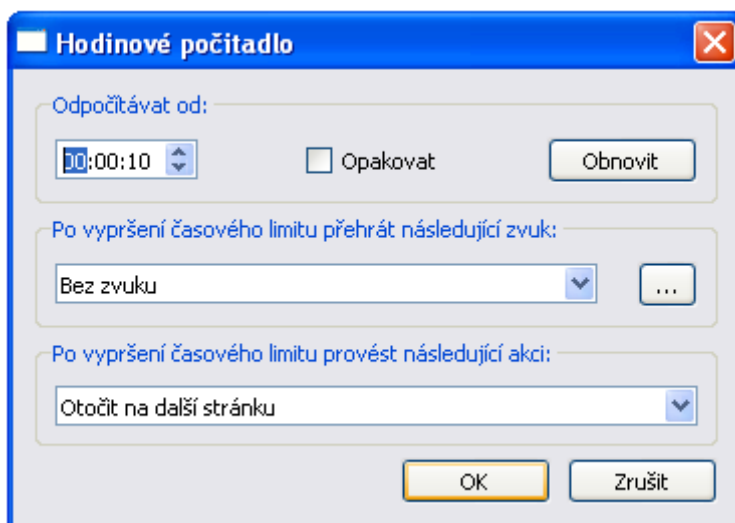 Hodinové počitadlo
Odpočítávat od:
00:00:10 Opakovat Obnovit
Po vypršení časového limitu přehrát následující zvuk:
Bez zvuku ...
Po vypršení časového limitu provést následující akci:
Otočit na další stránku
OK Zrušit